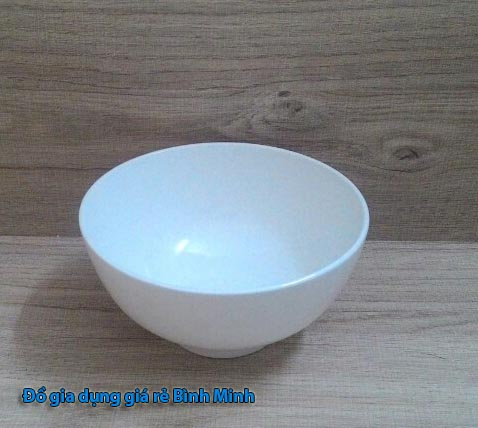 Đồ gia dụng giá rẻ Bình Minh